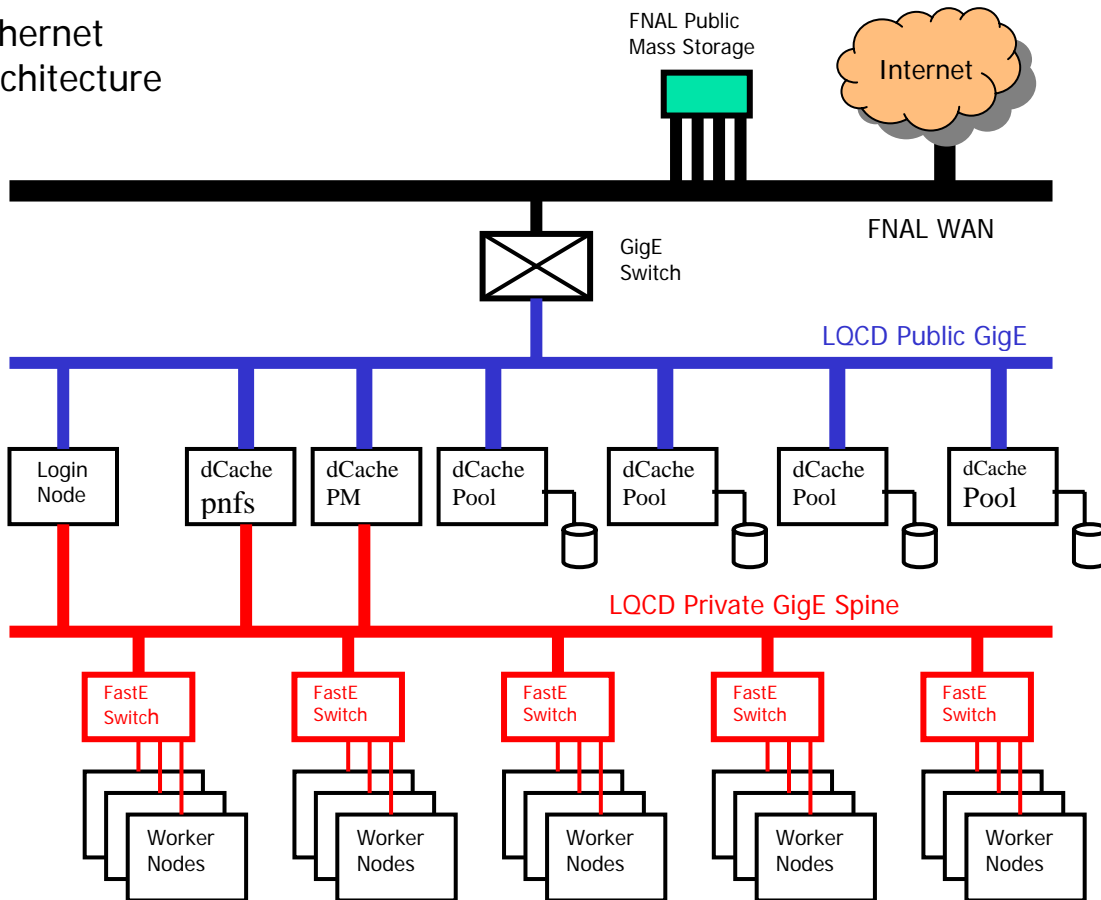 hernet
chitecture
FNAL Public
Mass Storage
Internet
FNAL WAN
GigE
Switch
LQCD Public GigE
Login
Node
dCache
pnfs
dCache
PM
dCache
Pool
dCache
Pool
dCache
Pool
dCache
Pool
LQCD Private GigE Spine
FastE
Switch
FastE
Switch
FastE
Switch
FastE
Switch
FastE
Switch
Worker
Nodes
Worker
Nodes
Worker
Nodes
Worker
Nodes
Worker
Nodes